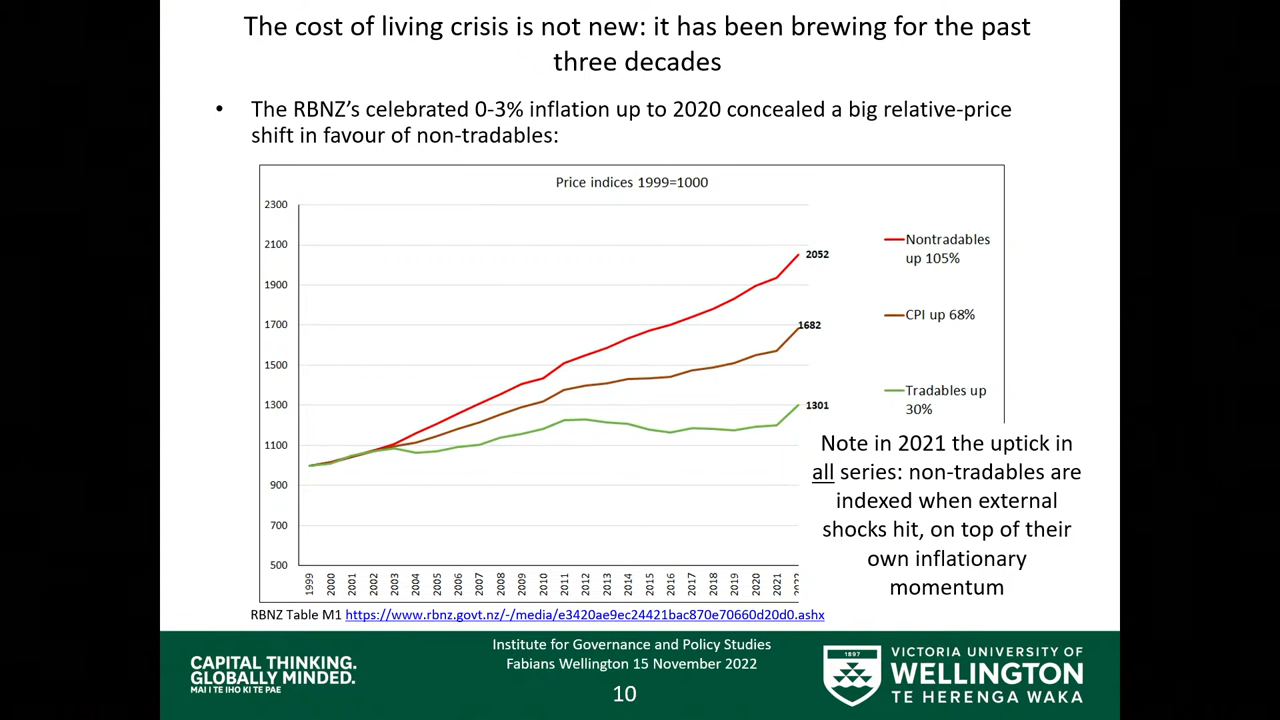 The cost of living crisis is not new: it has been brewing for the past
three decades
• The RBNZ's celebrated 0-3% inflation up to 2020 concealed a big relative-price
shift in favour of non-tradables:
Price indices 1999=1000
2300
2100
1900
1700
1500
1300
1100
900
700
500
2052
1682
1301
Nontradables
up 105%
CPI up 68%
Tradables up
30%
1999
2000
2001
2002
2003
2004
2005
2006
2007
2008
2009
2010
2011
2012
2013
2014
2015
2016
2017
2018
2019
2020
2021
2022
Note in 2021 the uptick in
all series: non-tradables are
indexed when external
shocks hit, on top of their
own inflationary
momentum
RBNZ Table M1 https://www.rbnz.govt.nz/-/media/e3420ae9ec24421bac870e70660d20d0.ashx
CAPITAL THINKING.
GLOBALLY MINDED.
MAI I TE IHO KI TE PAE
Institute for Governance and Policy Studies
Fabians Wellington 15 November 2022
10
1897
VICTORIA UNIVERSITY OF
WELLINGTON
TE HERENGA WAKA